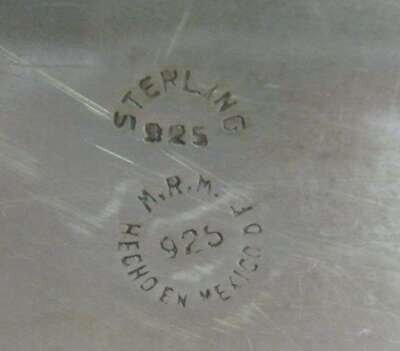 STERLING
925
M.R.M.
925
HECHO EN MEXICO D F